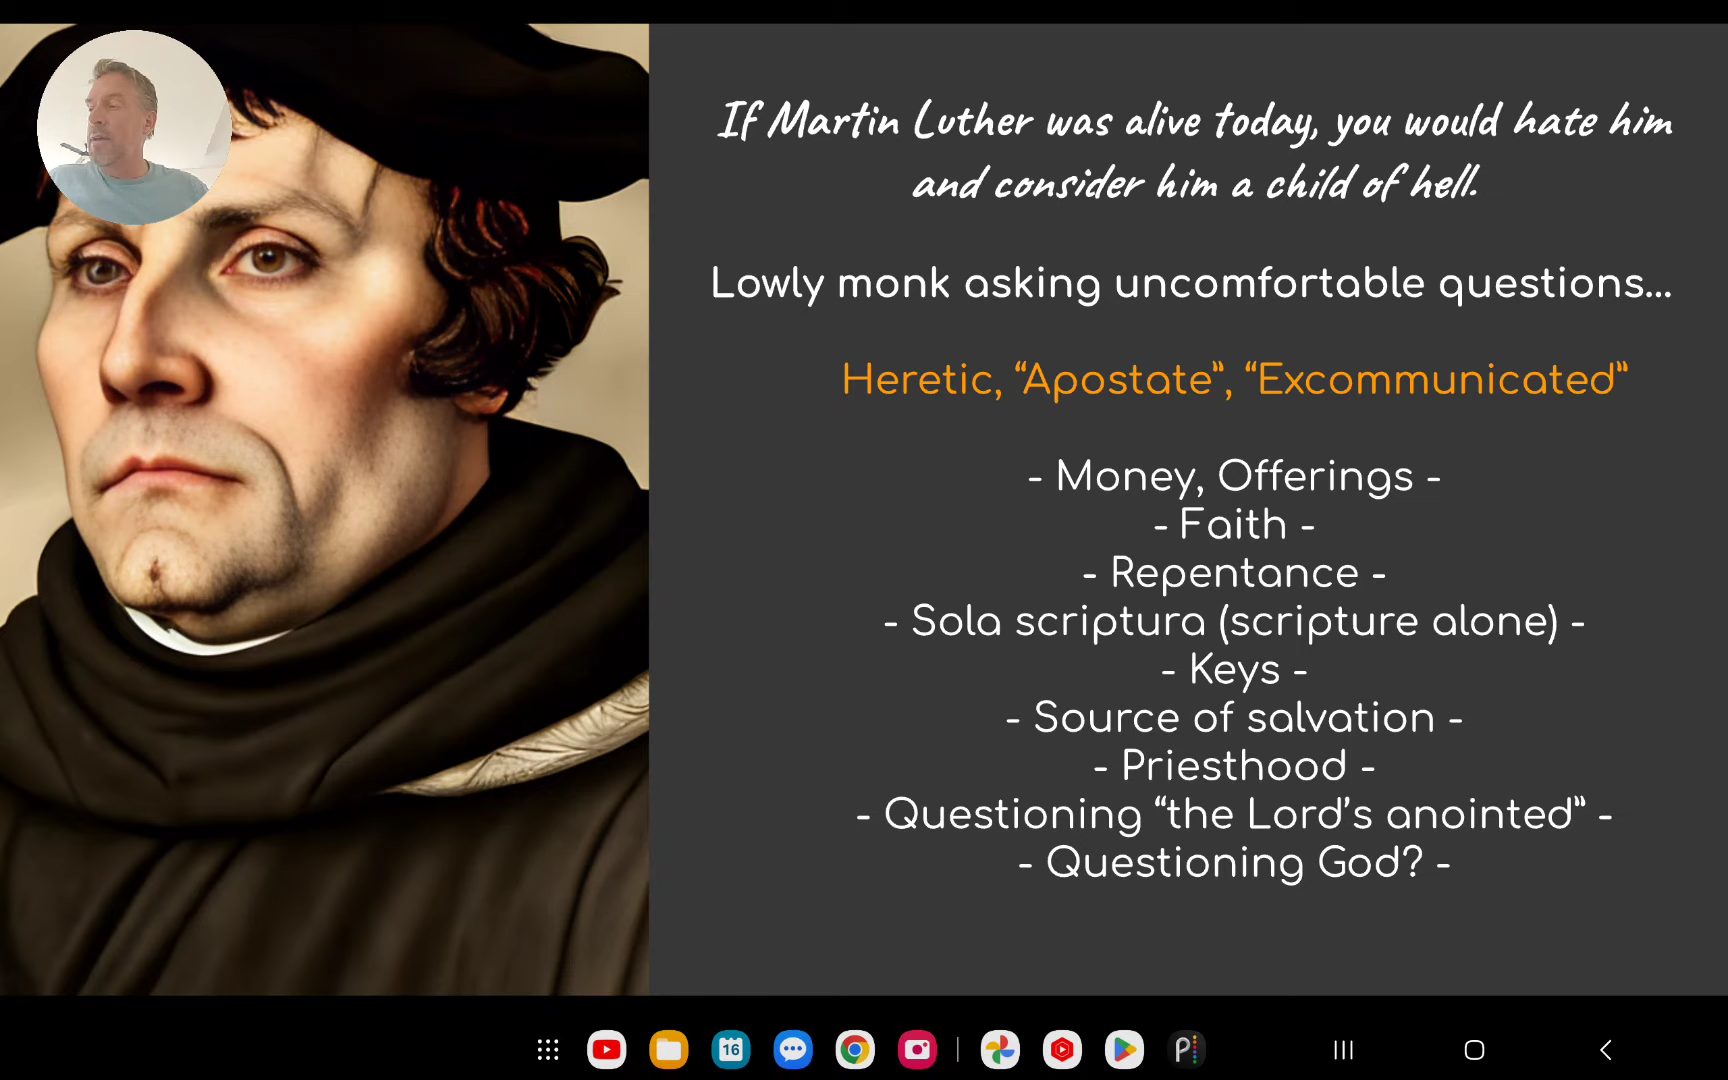 If Martin Luther was alive today, you would hate him
and consider him a child of hell.
Lowly monk asking uncomfortable questions...
Heretic, “Apostate”, “Excommunicated”
- Money, Offerings -
- Faith -
- Repentance -
- Sola scriptura (scripture alone) -
- Keys -
- Source of salvation -
- Priesthood -
- Questioning “the Lord’s anointed” -
- Questioning God? -
16